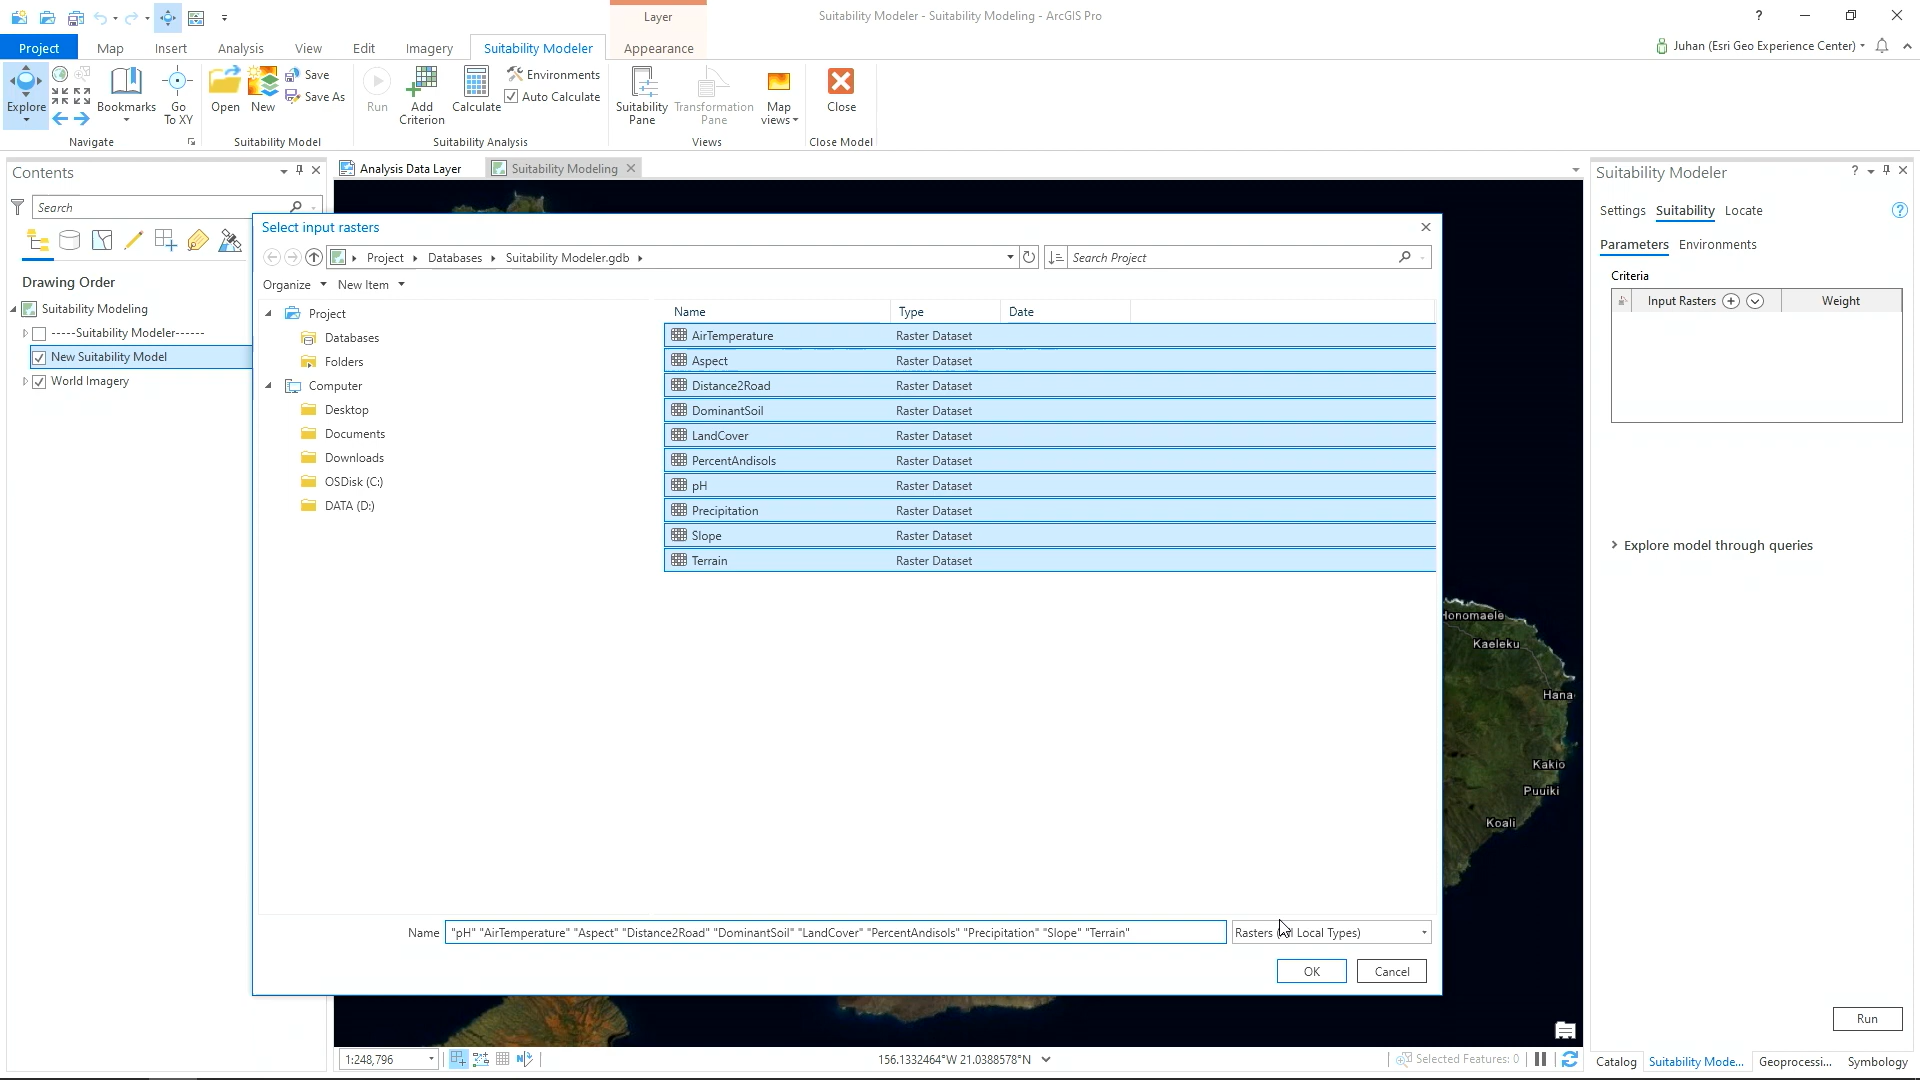 Layer
Suitability Modeler - Suitability Modeling - ArcGIS Pro
?
Project
Map
Insert
Analysis
View
Edit
Imagery
Suitability Modeler
Appearance
Juhan (Esri Geo Experience Center)
Explore
Bookmarks
Go To XY
Navigate
Open
New
Save
Save As
Suitability Model
Run
Add Criterion
Calculate
Environments
Auto Calculate
Suitability Analysis
Suitability Pane
Transformation Pane
Map views
Views
Close
Close Model
Contents
Search
Drawing Order
Suitability Modeling
-----Suitability Modeler------
New Suitability Model
World Imagery
Analysis Data Layer
Suitability Modeling
Select input rasters
Project
Databases
Suitability Modeler.gdb
Search Project
Organize
New Item
Project
Databases
Folders
Computer
Desktop
Documents
Downloads
OSDisk (C:)
DATA (D:)
Name Type Date
AirTemperature Raster Dataset
Aspect Raster Dataset
Distance2Road Raster Dataset
DominantSoil Raster Dataset
LandCover Raster Dataset
PercentAndisols Raster Dataset
pH Raster Dataset
Precipitation Raster Dataset
Slope Raster Dataset
Terrain Raster Dataset
Name "pH" "AirTemperature" "Aspect" "Distance2Road" "DominantSoil" "LandCover" "PercentAndisols" "Precipitation" "Slope" "Terrain"
Rasters Local Types)
OK
Cancel
Honomaele
Kaeleku
Hana
Kakio
Puuiki
Koali
1:248,796
156.1332464°W 21.0388578°N
Selected Features: 0
Suitability Modeler
?
Settings
Suitability
Locate
?
Parameters
Environments
Criteria
Input Rasters
Weight
Explore model through queries
Run
Catalog
Suitability Mode...
Geoprocessi...
Symbology